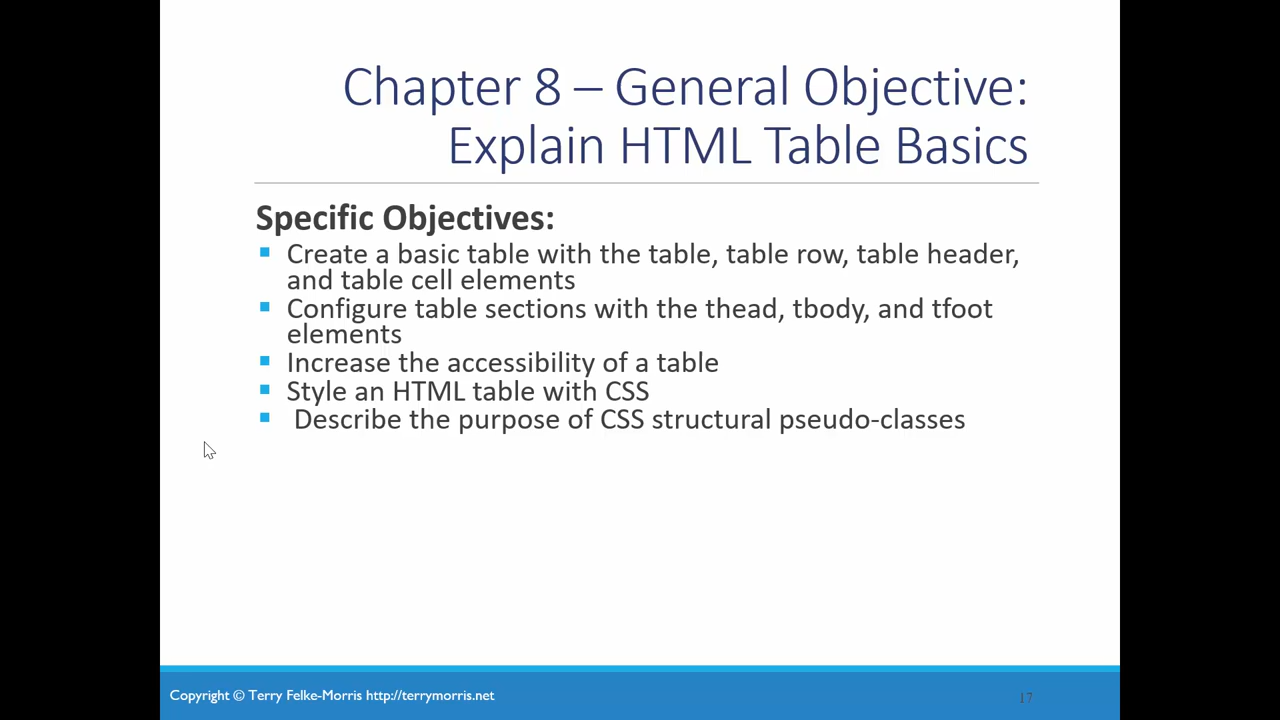 Chapter 8 – General Objective:
Explain HTML Table Basics
Specific Objectives:
Create a basic table with the table, table row, table header,
and table cell elements
Configure table sections with the thead, tbody, and tfoot
elements
Increase the accessibility of a table
Style an HTML table with CSS
Describe the purpose of CSS structural pseudo-classes
Copyright © Terry Felke-Morris http://terrymorris.net
17